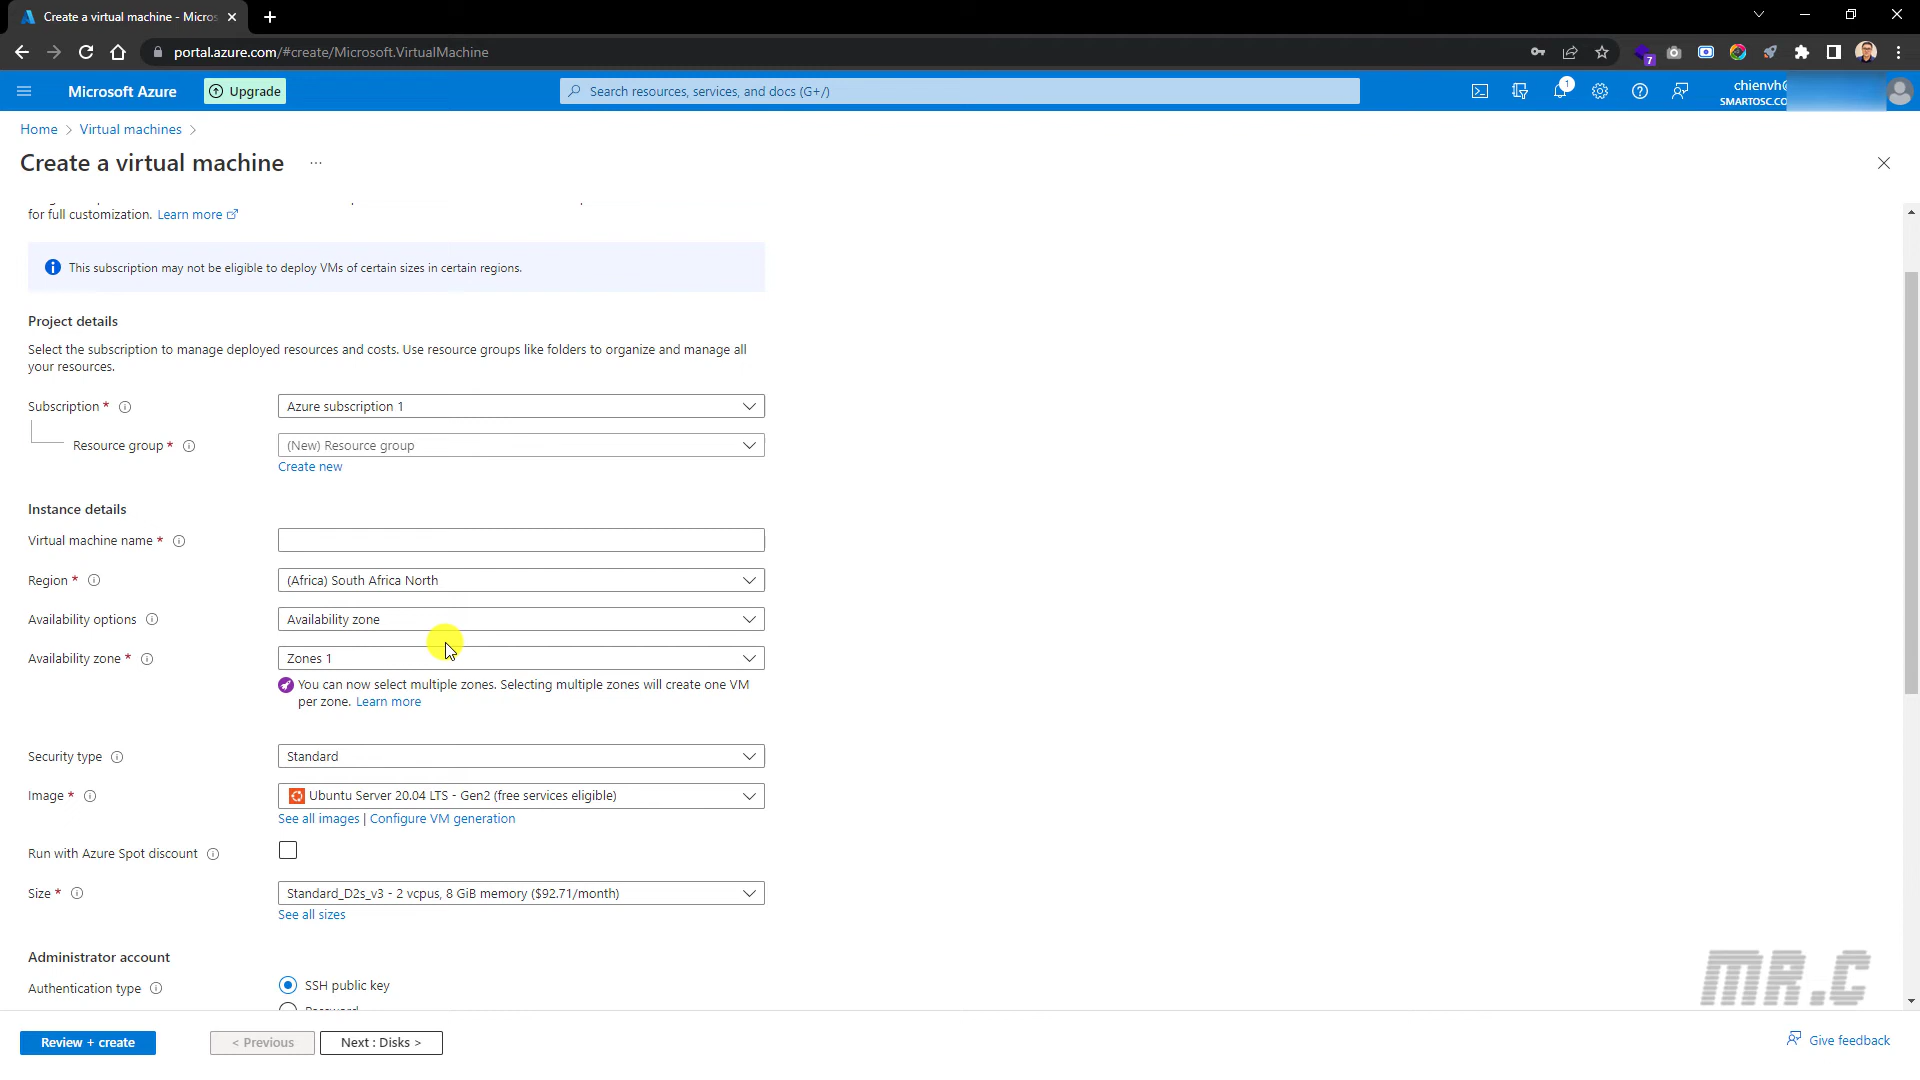 Create a virtual machine - Micros
portal.azure.com/#create/Microsoft.VirtualMachine
7
Microsoft Azure
Upgrade
Search resources, services, and docs (G+/)
1
chienvh@
SMARTOSC.CO
Home > Virtual machines >
Create a virtual machine ...
for full customization. Learn more
This subscription may not be eligible to deploy VMs of certain sizes in certain regions.
Project details
Select the subscription to manage deployed resources and costs. Use resource groups like folders to organize and manage all
your resources.
Subscription *
Azure subscription 1
Resource group *
(New) Resource group
Create new
Instance details
Virtual machine name *
Region *
(Africa) South Africa North
Availability options
Availability zone
Availability zone *
Zones 1
You can now select multiple zones. Selecting multiple zones will create one VM
per zone. Learn more
Security type
Standard
Image *
Ubuntu Server 20.04 LTS - Gen2 (free services eligible)
See all images | Configure VM generation
Run with Azure Spot discount
Size *
Standard_D2s_v3 - 2 vcpus, 8 GiB memory ($92.71/month)
See all sizes
Administrator account
Authentication type
SSH public key
Password
MR.C
Review + create
< Previous
Next : Disks >
Give feedback